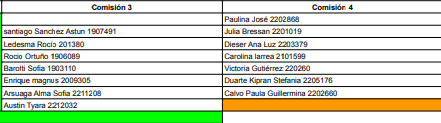 Comisión 3 Comisión 4
Paulina José 2202868
santiago Sanchez Astun 1907491 Julia Bressan 2201019
Ledesma Rocío 201380 Dieser Ana Luz 2203379
Rocio Ortuño 1906089 Carolina Iarrea 2101599
Barotti Sofia 1903110 Victoria Gutiérrez 220260
Enrique magnus 2009305 Duarte Kipran Stefania 2205176
Arsuaga Alma Sofia 2211208 Calvo Paula Guillermina 2202660
Austin Tyara 2212032